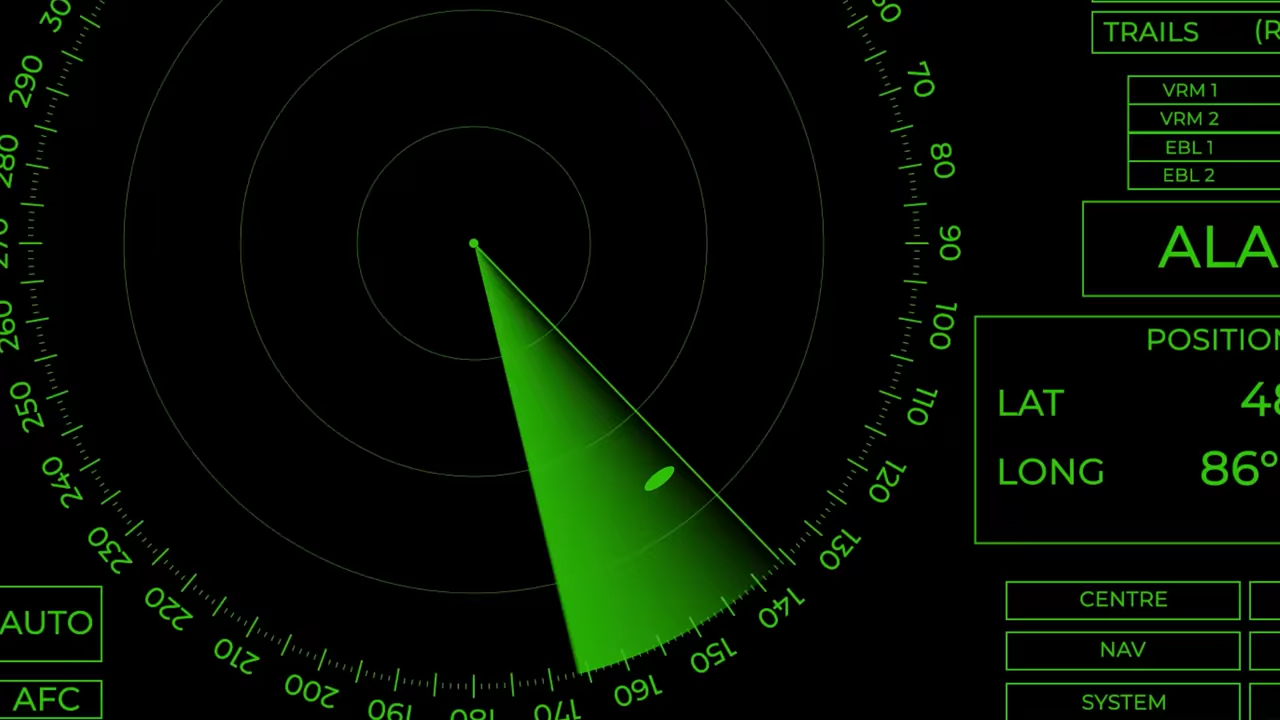 TRAILS (R
VRM 1
VRM 2
EBL 1
EBL 2
ALA
POSITION
LAT 48
LONG 86°
CENTRE
NAV
SYSTEM
AUTO
AFC
70
80
90
100
110
120
130
140
150
160
170
190
200
210
220
230
240
250
260
270
280
290
30